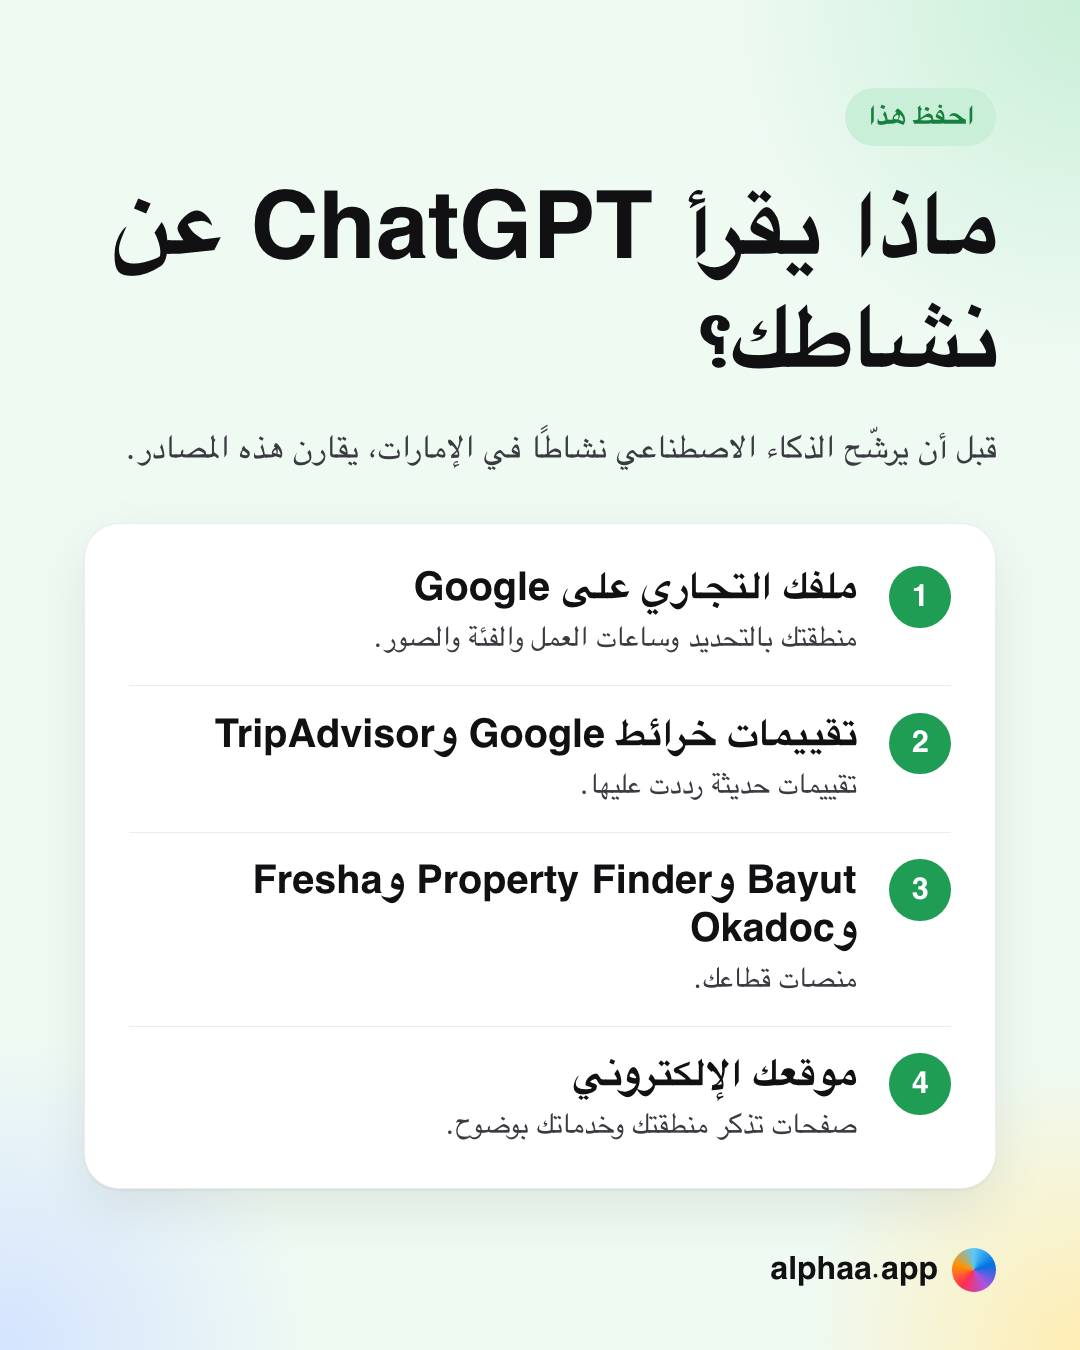 احفظ هذا
ماذا يقرأ ChatGPT عن
نشاطك؟
قبل أن يرشّح الذكاء الاصطناعي نشاطًا في الإمارات، يقارن هذه المصادر.
1
ملفك التجاري على Google
منطقتك بالتحديد وساعات العمل والفئة والصور.
2
تقييمات خرائط Google وTripAdvisor
تقييمات حديثة رددت عليها.
3
Bayut وProperty Finder وFresha
وOkadoc
منصات قطاعك.
4
موقعك الإلكتروني
صفحات تذكر منطقتك وخدماتك بوضوح.
alphaa.app